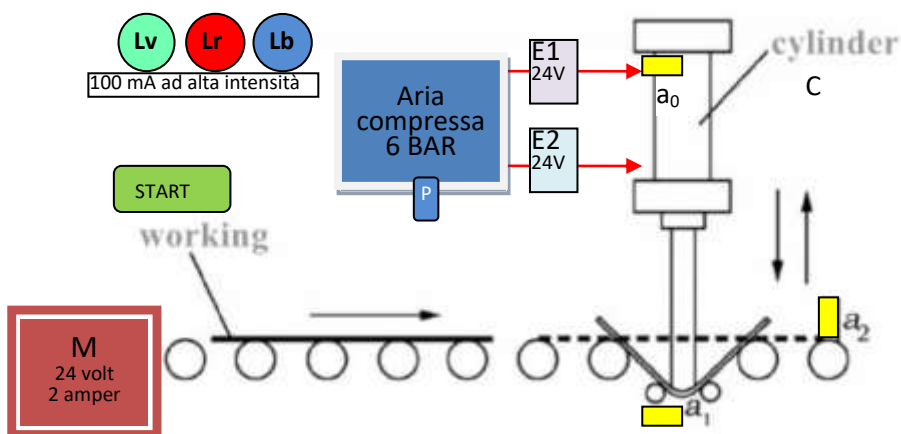 Lv Lr Lb
100 mA ad alta intensità
Aria
compressa
6 BAR
P
E1
24V
E2
24V
a₀
cylinder
C
START
working
M
24 volt
2 amper
a₁
a₂